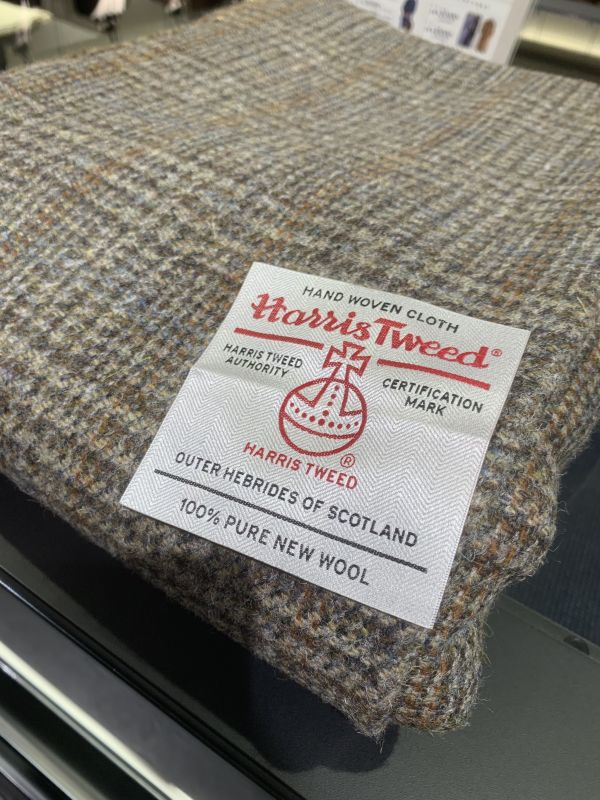 HAND WOVEN CLOTH
Harris Tweed®
HARRIS TWEED
AUTHORITY
CERTIFICATION
MARK
®
HARRIS TWEED
OUTER HEBRIDES OF SCOTLAND
100% PURE NEW WOOL